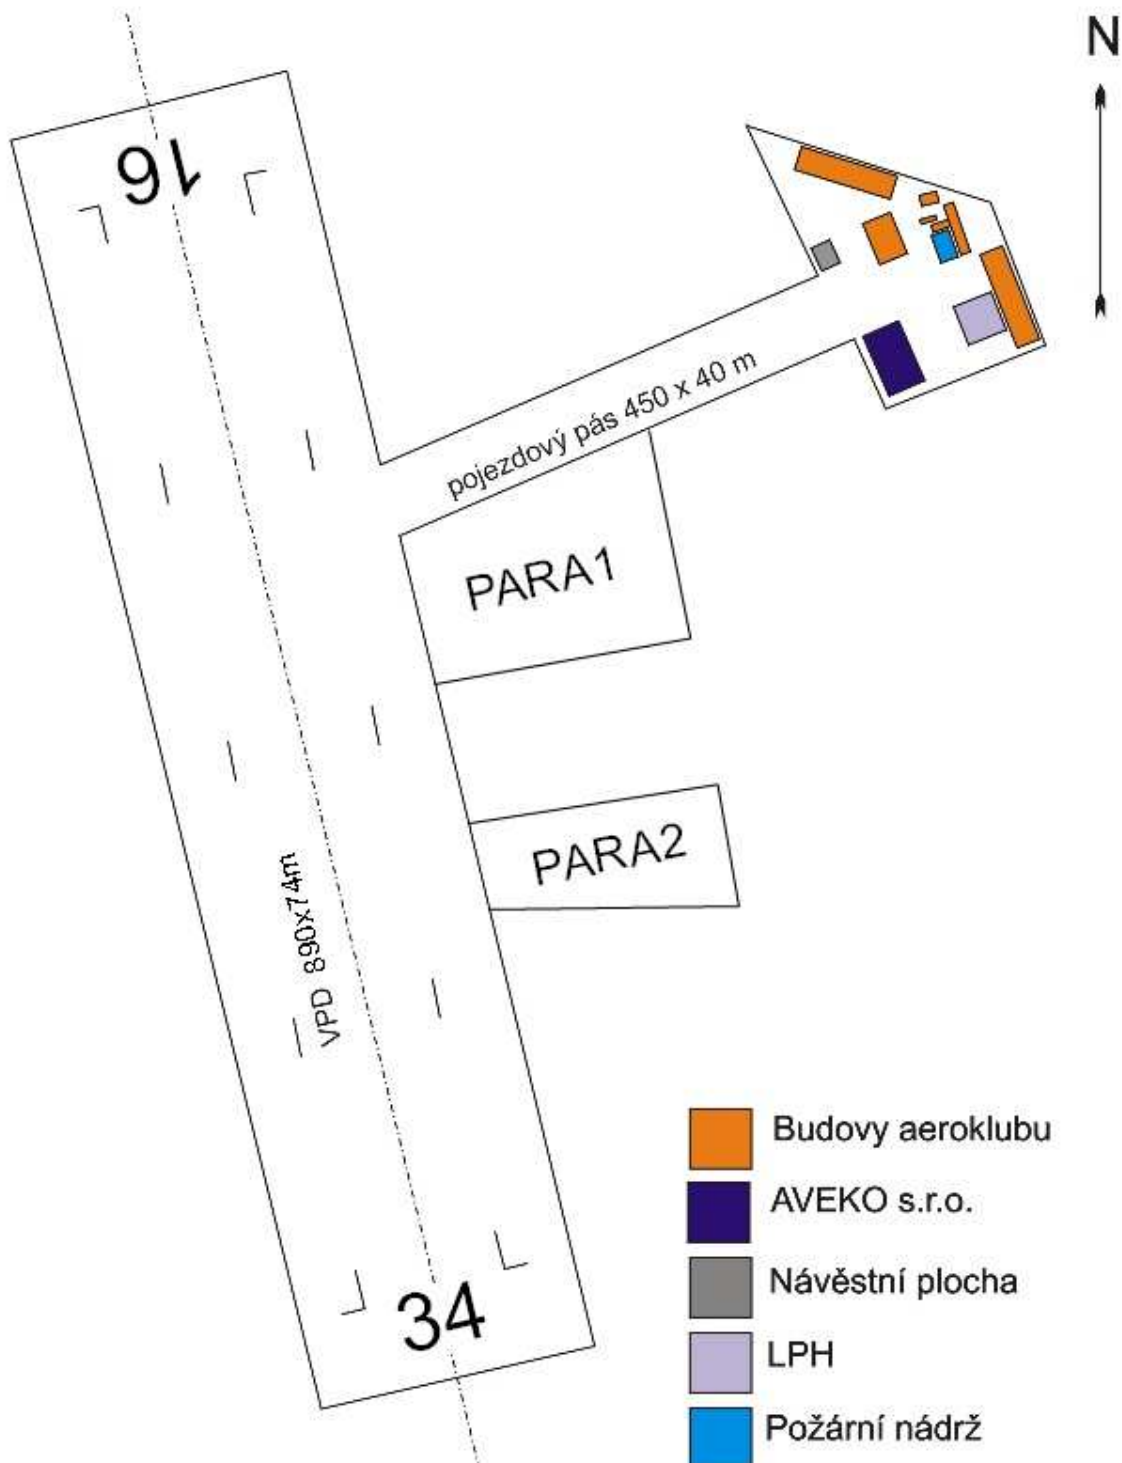 N
16
pojezdový pás 450 x 40 m
PARA1
PARA2
VPD 890x74m
34
Budovy aeroklubu
AVEKO s.r.o.
Návěstní plocha
LPH
Požární nádrž